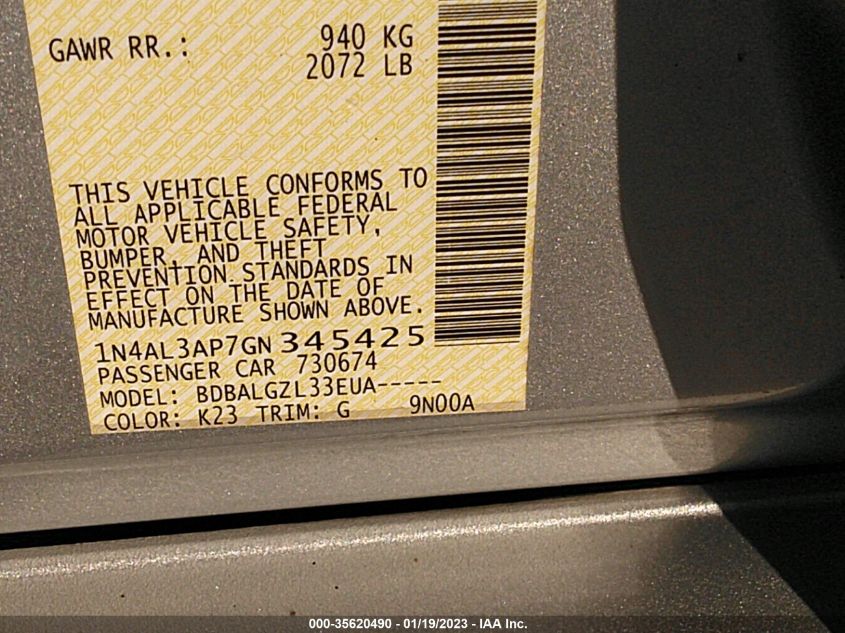 GAWR RR.: 940 KG
2072 LB
THIS VEHICLE CONFORMS TO
ALL APPLICABLE FEDERAL
MOTOR VEHICLE SAFETY,
BUMPER, AND THEFT
PREVENTION STANDARDS IN
EFFECT ON THE DATE OF
MANUFACTURE SHOWN ABOVE.
1N4AL3AP7GN345425
PASSENGER CAR 730674
MODEL: BDBALGZL33EUA-----
COLOR: K23 TRIM: G 9N00A
000-35620490 - 01/19/2023 - IAA Inc.